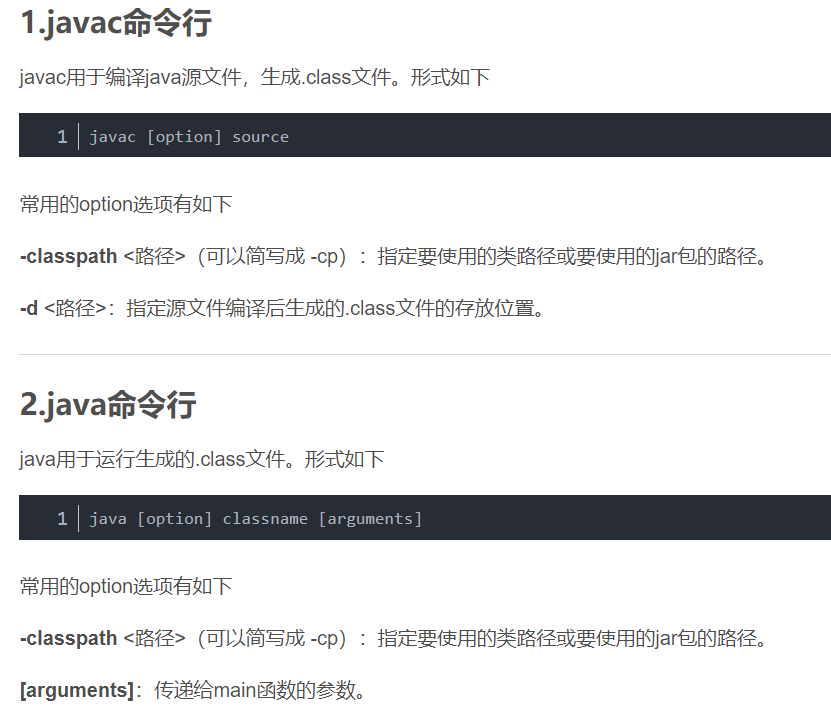 1.javac命令行
javac用于编译java源文件，生成.class文件。形式如下
1 javac [option] source
常用的option选项有如下
-classpath <路径>（可以简写成 -cp）：指定要使用的类路径或要使用的jar包的路径。
-d <路径>：指定源文件编译后生成的.class文件的存放位置。
2.java命令行
java用于运行生成的.class文件。形式如下
1 java [option] classname [arguments]
常用的option选项有如下
-classpath <路径>（可以简写成 -cp）：指定要使用的类路径或要使用的jar包的路径。
[arguments]：传递给main函数的参数。